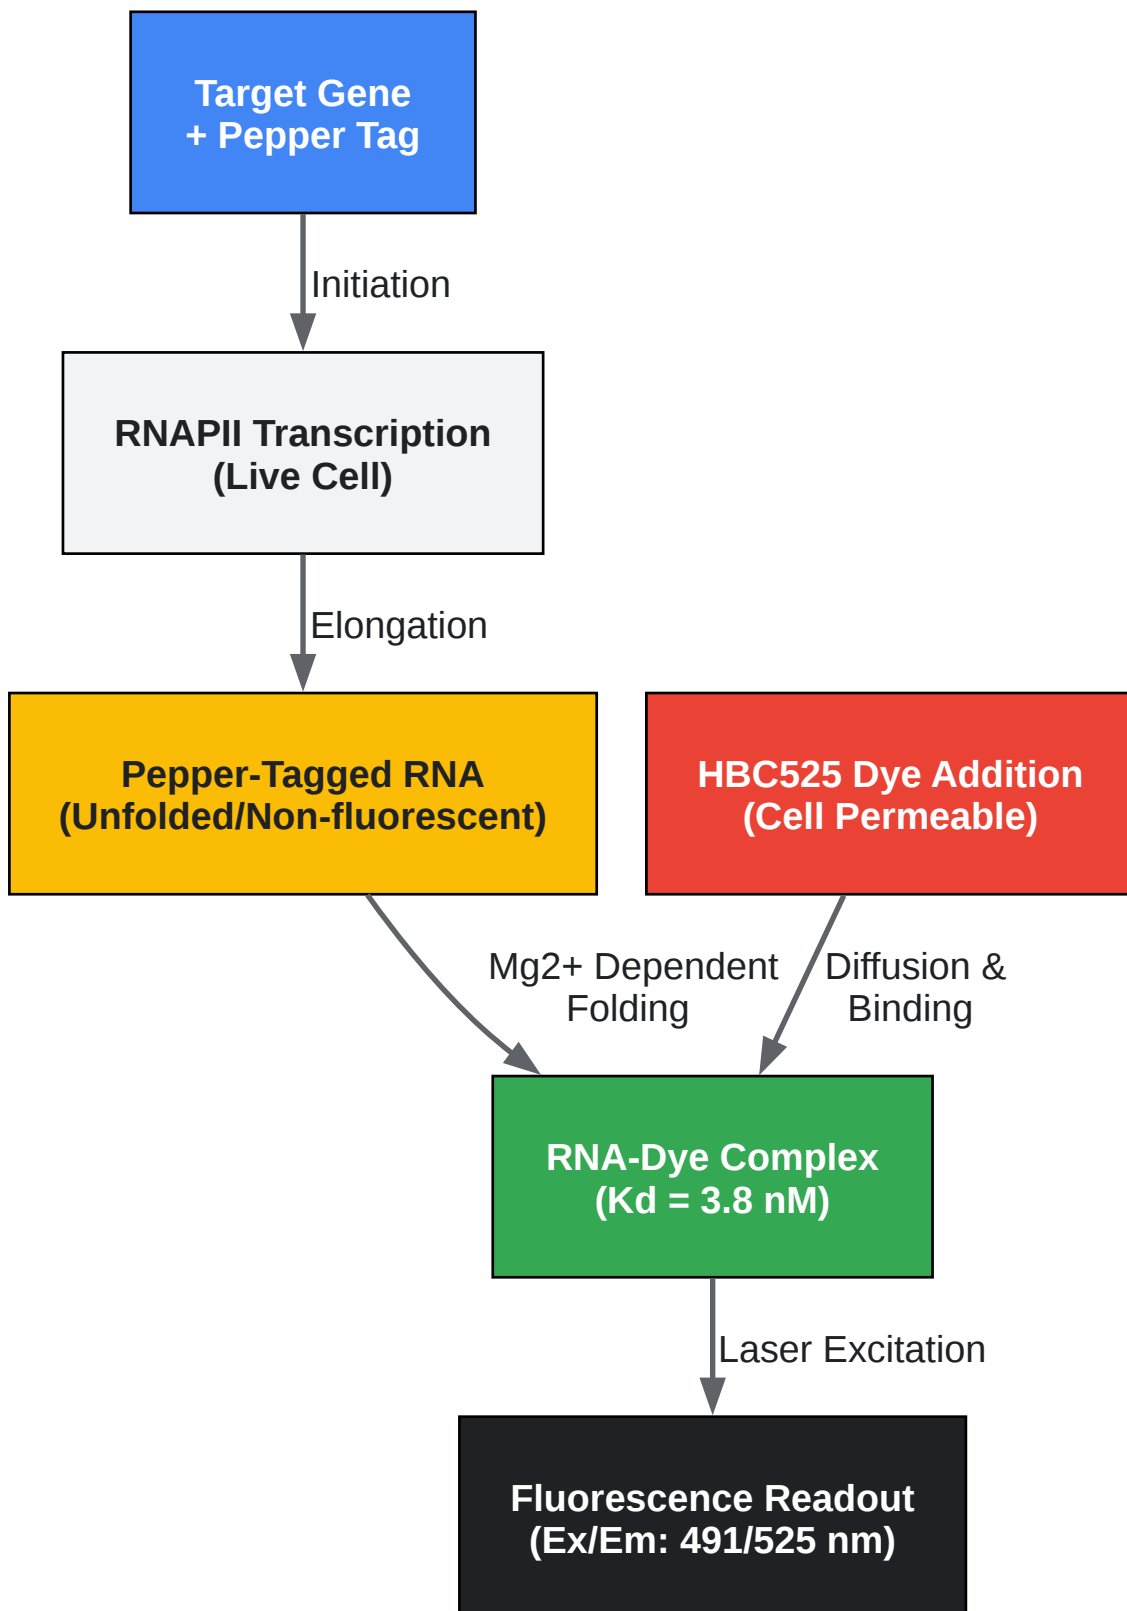 Target Gene
+ Pepper Tag
Initiation
RNAPII Transcription
(Live Cell)
Elongation
Pepper-Tagged RNA
(Unfolded/Non-fluorescent)
HBC525 Dye Addition
(Cell Permeable)
Mg2+ Dependent
Folding
Diffusion &
Binding
RNA-Dye Complex
(Kd = 3.8 nM)
Laser Excitation
Fluorescence Readout
(Ex/Em: 491/525 nm)